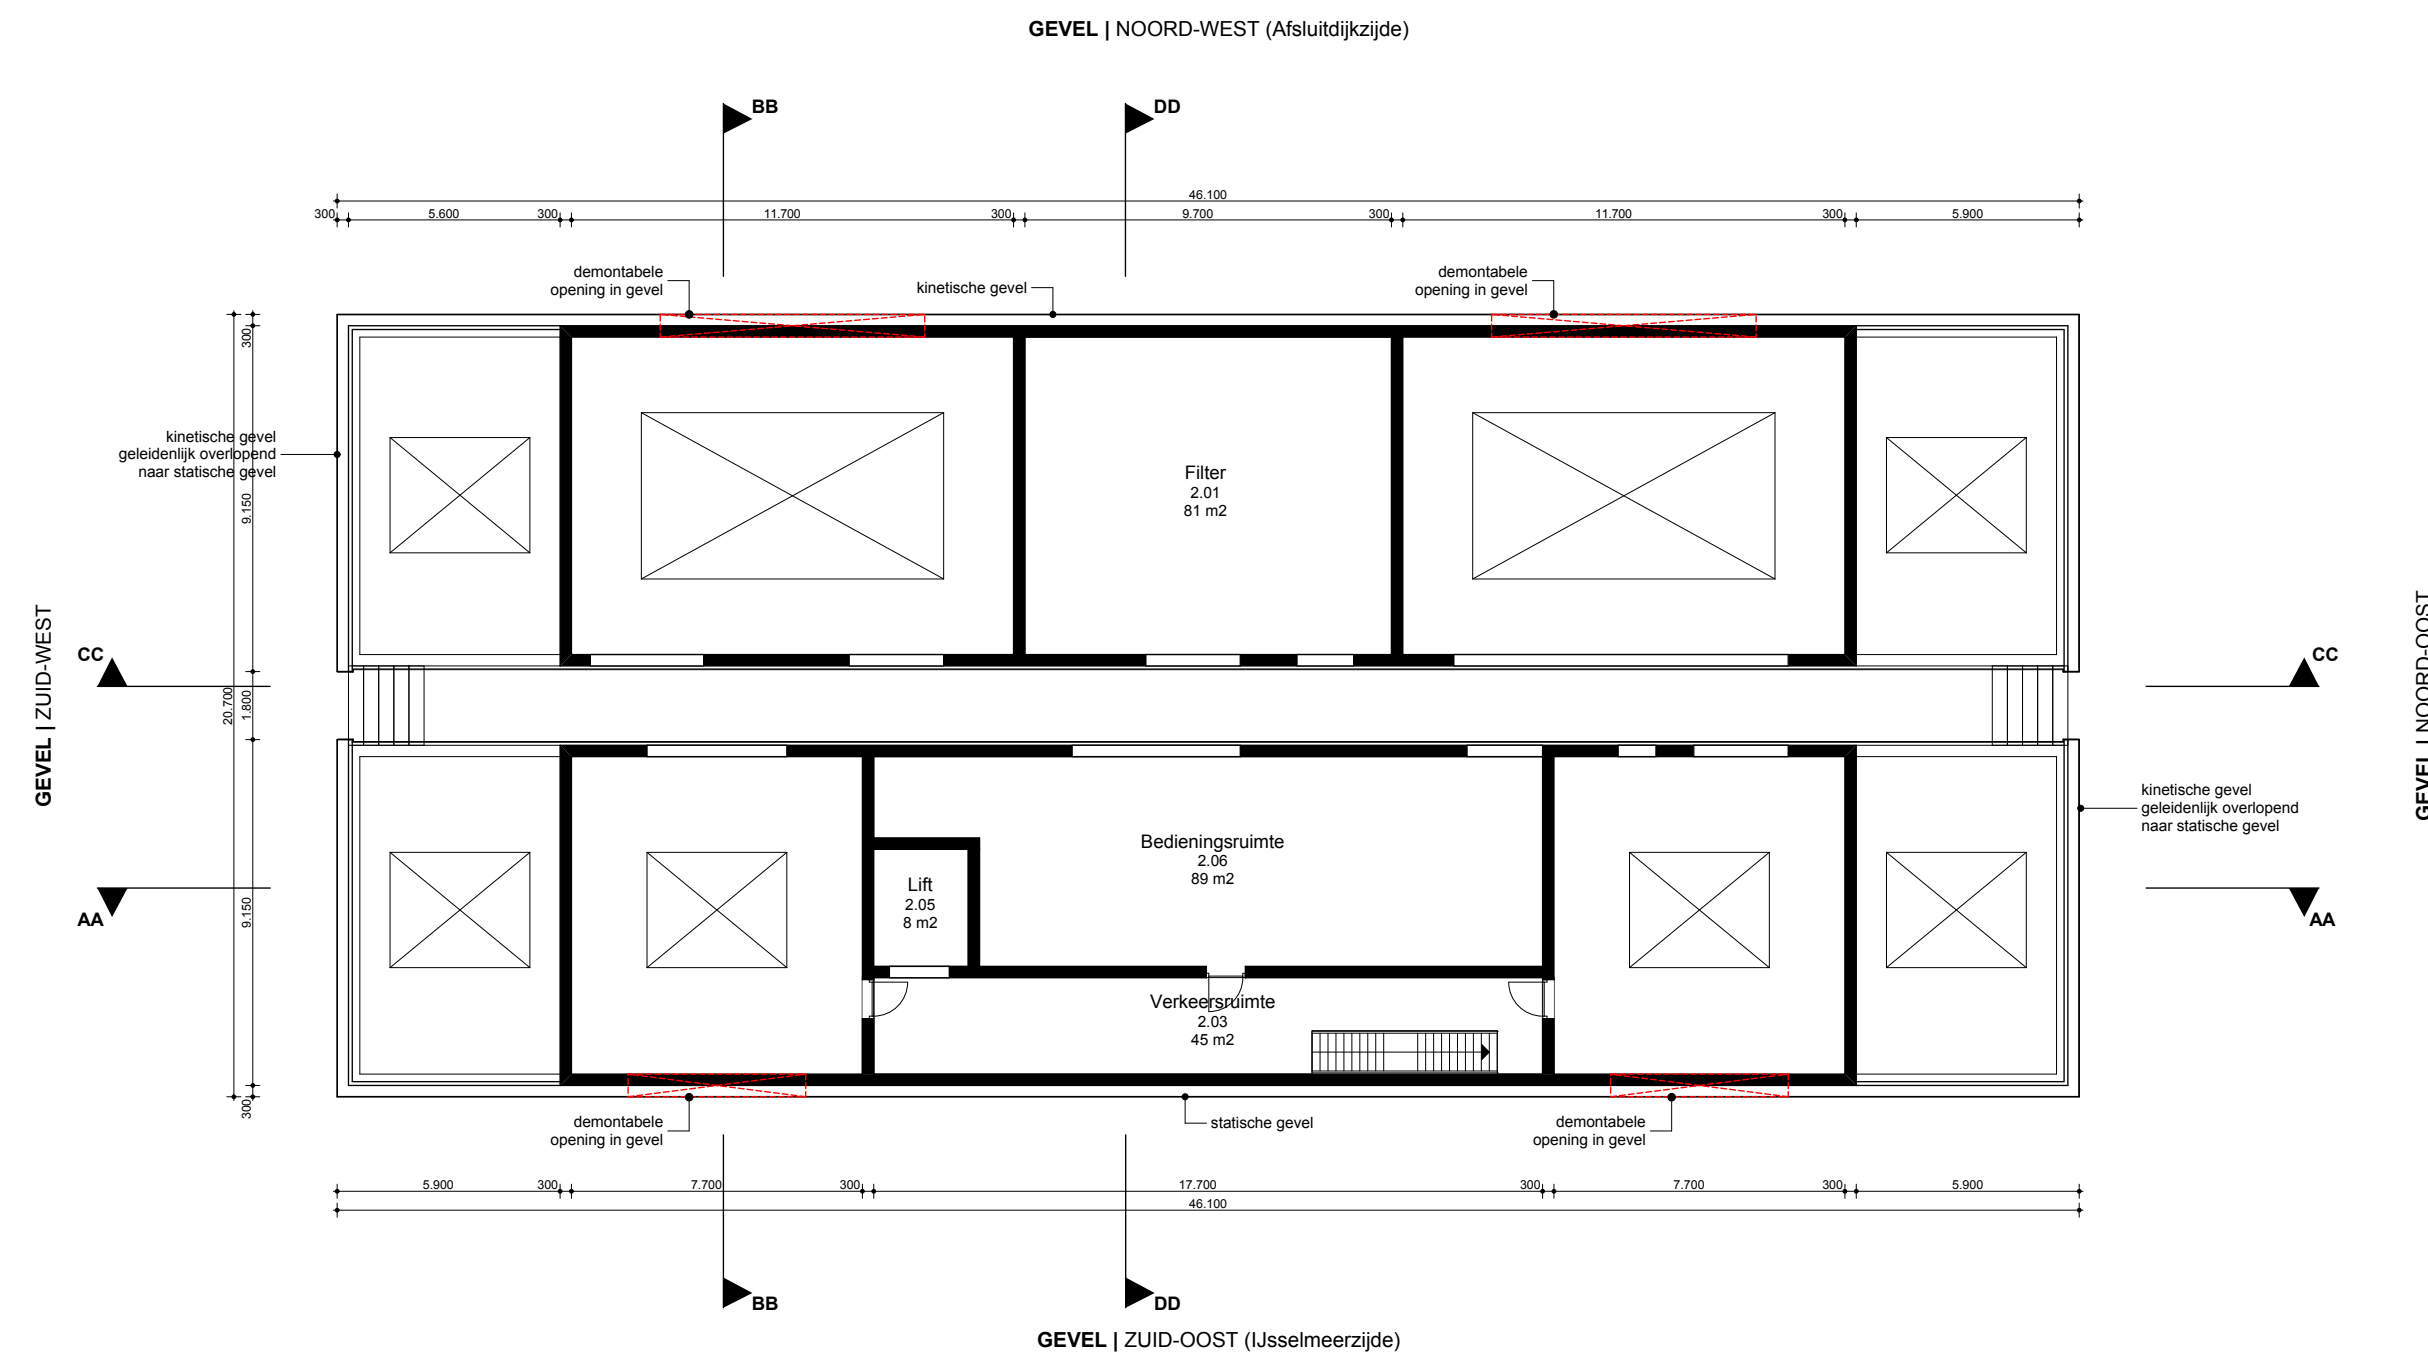 GEVEL | NOORD-WEST (Afsluitdijkzijde)
BB
DD
46.100
300
5.600
300
11.700
300
9.700
300
11.700
300
5.900
demontabele
opening in gevel
kinetische gevel
demontabele
opening in gevel
300
kinetische gevel
geleidenlijk overlopend
naar statische gevel
9.150
Filter
2.01
81 m2
GEVEL | ZUID-WEST
GEVEL | NOORD-OOST
CC
CC
20.700
1.800
kinetische gevel
geleidenlijk overlopend
naar statische gevel
Bedieningsruimte
2.06
89 m2
Lift
2.05
8 m2
AA
AA
9.150
Verkeersruimte
2.03
45 m2
300
demontabele
opening in gevel
statische gevel
demontabele
opening in gevel
5.900
300
7.700
300
17.700
300
7.700
300
5.900
46.100
BB
DD
GEVEL | ZUID-OOST (IJsselmeerzijde)